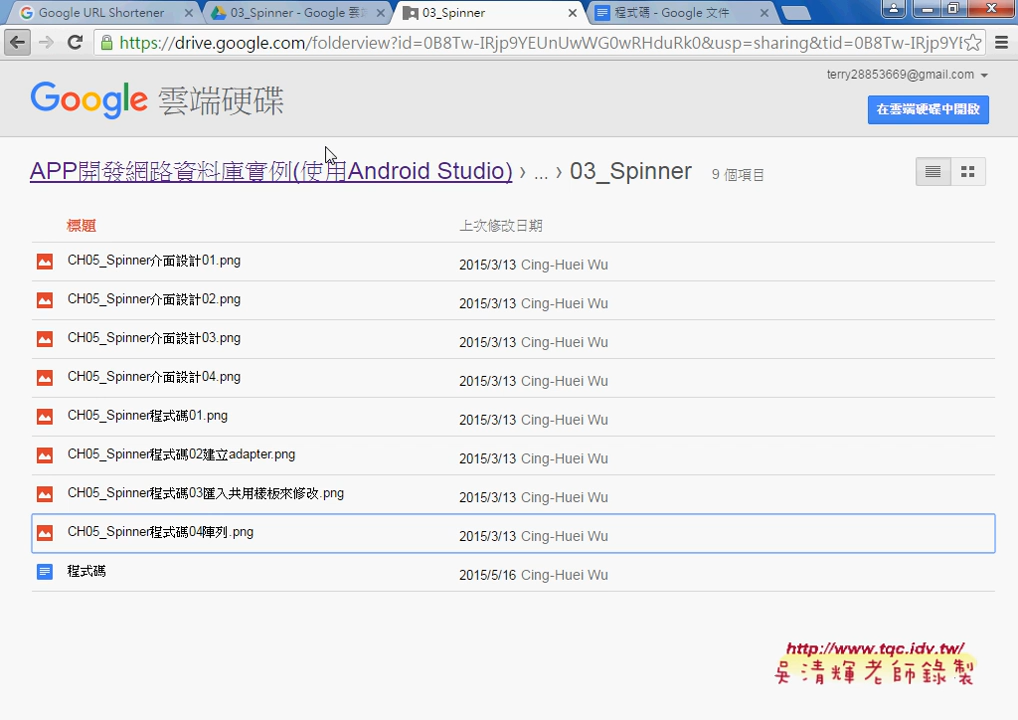 Google URL Shortener
03_Spinner - Google 雲
03_Spinner
程式碼 - Google 文件
https://drive.google.com/folderview?id=0B8Tw-IRjp9YEUnUwWG0wRHduRk0&usp=sharing&tid=0B8Tw-IRjp9YE
terry28853669@gmail.com
Google 雲端硬碟
在雲端硬碟中開啟
APP開發網路資料庫實例(使用Android Studio) › ... › 03_Spinner 9 個項目
標題 上次修改日期
CH05_Spinner介面設計01.png 2015/3/13 Cing-Huei Wu
CH05_Spinner介面設計02.png 2015/3/13 Cing-Huei Wu
CH05_Spinner介面設計03.png 2015/3/13 Cing-Huei Wu
CH05_Spinner介面設計04.png 2015/3/13 Cing-Huei Wu
CH05_Spinner程式碼01.png 2015/3/13 Cing-Huei Wu
CH05_Spinner程式碼02建立adapter.png 2015/3/13 Cing-Huei Wu
CH05_Spinner程式碼03匯入共用樣板來修改.png 2015/3/13 Cing-Huei Wu
CH05_Spinner程式碼04陣列.png 2015/3/13 Cing-Huei Wu
程式碼 2015/5/16 Cing-Huei Wu
http://www.tqc.idv.tw/
吳清輝老師錄製